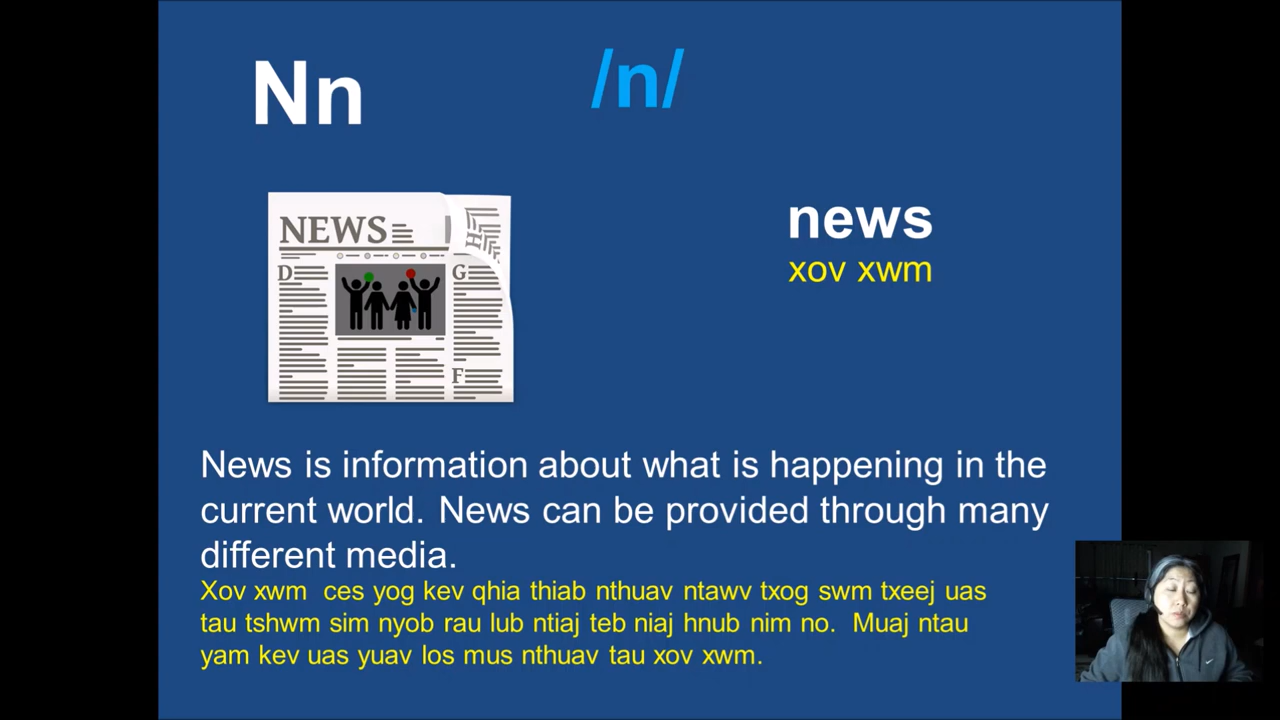 Nn
/n/
NEWS
D
G
F
news
xov xwm
News is information about what is happening in the
current world. News can be provided through many
different media.
Xov xwm ces yog kev qhia thiab nthuav ntawv txog swm txeej uas
tau tshwm sim nyob rau lub ntiaj teb niaj hnub nim no. Muaj ntau
yam kev uas yuav los mus nthuav tau xov xwm.